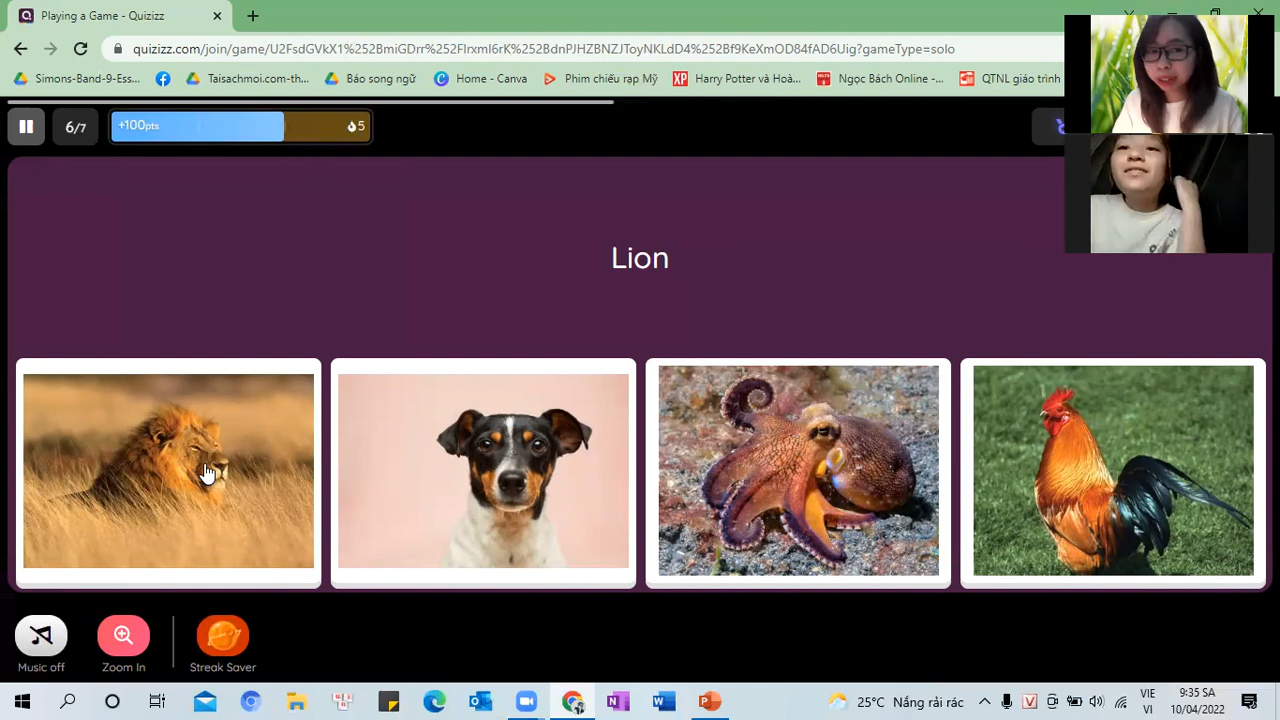 Playing a Game - Quizizz
quizizz.com/join/game/U2FsdGVkX1%252BmiGDrr%252FIrxmI6rK%252BdnPJHZBNZJToyNKLdD4%252Bf9KeXmOD84fAD6Uig?gameType=solo
Simons-Band-9-Ess... Taisachmoi.com-th... Báo song ngữ Home - Canva Phim chiếu rạp Mỹ Harry Potter và Hoà... Ngọc Bách Online -... QTNL giáo trình
6/7 +100pts 5
Lion
Music off Zoom In Streak Saver
25°C Nắng rải rác VIE 9:35 SA
VI 10/04/2022